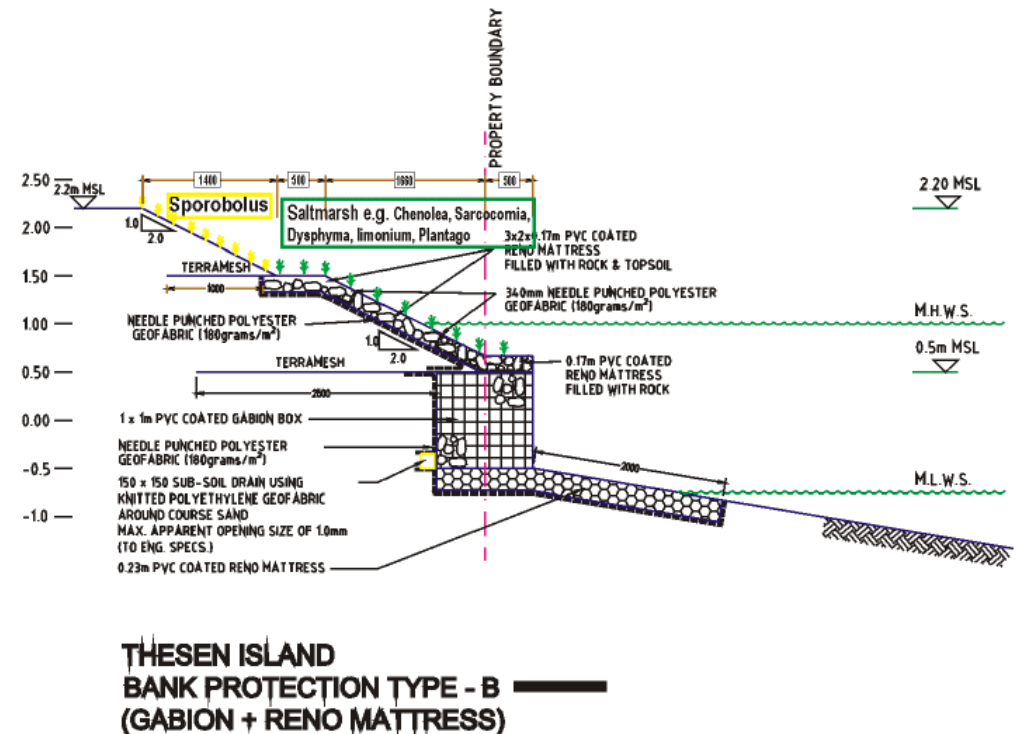 PROPERTY BOUNDARY
1400
500
1660
500
2.50
2.2m MSL
2.00
1.50
1.00
0.50
0.00
-0.5
-1.0
Sporobolus
1.0
2.0
Saltmarsh e.g. Chenolea, Sarcocornia,
Dysphyma, limonium, Plantago
2.20 MSL
3x2x0.17m PVC COATED
RENO MATTRESS
FILLED WITH ROCK & TOPSOIL
TERRAMESH
1000
340mm NEEDLE PUNCHED POLYESTER
GEOFABRIC (180grams/m²)
M.H.W.S.
NEEDLE PUNCHED POLYESTER
GEOFABRIC (180grams/m²)
1.0
2.0
0.5m MSL
TERRAMESH
0.17m PVC COATED
RENO MATTRESS
FILLED WITH ROCK
2500
1 x 1m PVC COATED GABION BOX
NEEDLE PUNCHED POLYESTER
GEOFABRIC (180grams/m²)
2000
M.L.W.S.
150 x 150 SUB-SOIL DRAIN USING
KNITTED POLYETHYLENE GEOFABRIC
AROUND COURSE SAND
MAX. APPARENT OPENING SIZE OF 1.0mm
(TO ENG. SPECS.)
0.23m PVC COATED RENO MATTRESS
THESEN ISLAND
BANK PROTECTION TYPE - B
(GABION + RENO MATTRESS)